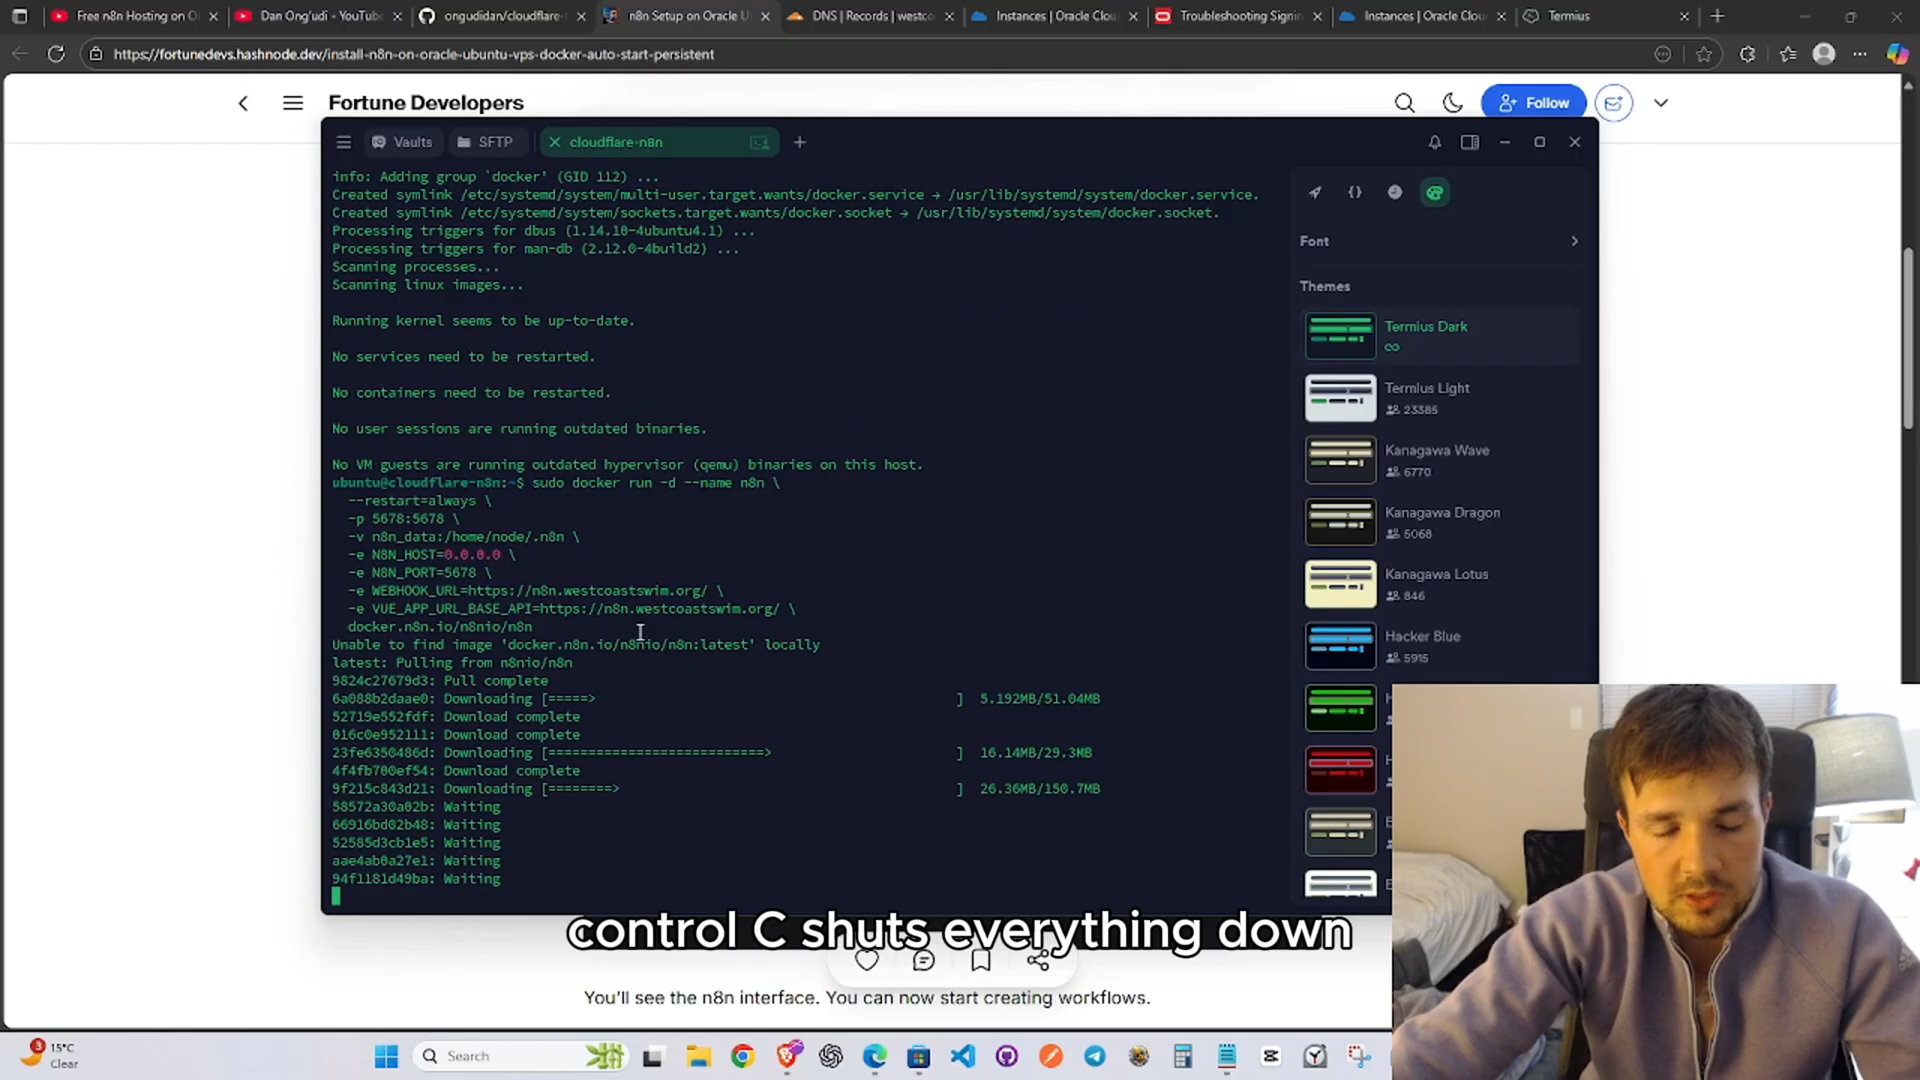 Free n8n Hosting on O
Dan Ong'udi - YouTube
ongudidan/cloudflare-
n8n Setup on Oracle U
DNS | Records | westco
Instances | Oracle Clou
Troubleshooting Signin
Instances | Oracle Clou
Termius
https://fortunedevs.hashnode.dev/install-n8n-on-oracle-ubuntu-vps-docker-auto-start-persistent
Fortune Developers
Follow
Vaults
SFTP
cloudflare-n8n
info: Adding group `docker' (GID 112) ...
Created symlink /etc/systemd/system/multi-user.target.wants/docker.service → /usr/lib/systemd/system/docker.service.
Created symlink /etc/systemd/system/sockets.target.wants/docker.socket → /usr/lib/systemd/system/docker.socket.
Processing triggers for dbus (1.14.10-4ubuntu4.1) ...
Processing triggers for man-db (2.12.0-4build2) ...
Scanning processes...
Scanning linux images...
Running kernel seems to be up-to-date.
No services need to be restarted.
No containers need to be restarted.
No user sessions are running outdated binaries.
No VM guests are running outdated hypervisor (qemu) binaries on this host.
ubuntu@cloudflare-n8n:~$ sudo docker run -d --name n8n \
--restart=always \
-p 5678:5678 \
-v n8n_data:/home/node/.n8n \
-e N8N_HOST=0.0.0.0 \
-e N8N_PORT=5678 \
-e WEBHOOK_URL=https://n8n.westcoastswim.org/ \
-e VUE_APP_URL_BASE_API=https://n8n.westcoastswim.org/ \
docker.n8n.io/n8nio/n8n
Unable to find image 'docker.n8n.io/n8nio/n8n:latest' locally
latest: Pulling from n8nio/n8n
9824c27679d3: Pull complete
6a088b2daae0: Downloading [=====> ] 5.192MB/51.04MB
52719e552fdf: Download complete
016c0e952111: Download complete
23fe6350486d: Downloading [===========================> ] 16.14MB/29.3MB
4f4fb700ef54: Download complete
9f215c843d21: Downloading [========> ] 26.36MB/150.7MB
58572a30a02b: Waiting
66916bd02b48: Waiting
52585d3cb1e5: Waiting
aae4ab0a27e1: Waiting
94f1181d49ba: Waiting
Font
Themes
Termius Dark
Termius Light
23385
Kanagawa Wave
6770
Kanagawa Dragon
5068
Kanagawa Lotus
846
Hacker Blue
5915
control C shuts everything down
You'll see the n8n interface. You can now start creating workflows.
3
15°C
Clear
Search